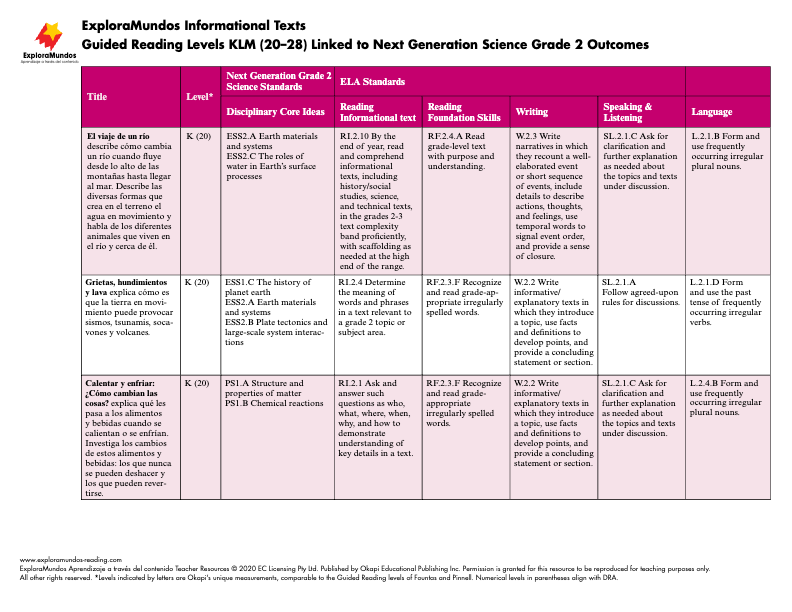 ExploraMundos
Aprendizaje a través del contenido
ExploraMundos Informational Texts
Guided Reading Levels KLM (20–28) Linked to Next Generation Science Grade 2 Outcomes
Title
Level*
Next Generation Grade 2
Science Standards
ELA Standards
Disciplinary Core Ideas
Reading
Informational text
Reading
Foundation Skills
Writing
Speaking &
Listening
Language
El viaje de un río
describe cómo cambia
un río cuando fluye
desde lo alto de las
montañas hasta llegar
al mar. Describe las
diversas formas que
crea en el terreno el
agua en movimiento y
habla de los diferentes
animales que viven en
el río y cerca de él.
K (20)
ESS2.A Earth materials
and systems
ESS2.C The roles of
water in Earth's surface
processes
RI.2.10 By the
end of year, read
and comprehend
informational
texts, including
history/social
studies, science,
and technical texts,
in the grades 2-3
text complexity
band proficiently,
with scaffolding as
needed at the high
end of the range.
RF.2.4.A Read
grade-level text
with purpose and
understanding.
W.2.3 Write
narratives in which
they recount a well-
elaborated event
or short sequence
of events, include
details to describe
actions, thoughts,
and feelings, use
temporal words to
signal event order,
and provide a sense
of closure.
SL.2.1.C Ask for
clarification and
further explanation
as needed about
the topics and texts
under discussion.
L.2.1.B Form and
use frequently
occurring irregular
plural nouns.
Grietas, hundimientos
y lava explica cómo es
que la tierra en movi-
miento puede provocar
sismos, tsunamis, soca-
vones y volcanes.
K (20)
ESS1.C The history of
planet earth
ESS2.A Earth materials
and systems
ESS2.B Plate tectonics and
large-scale system interac-
tions
RI.2.4 Determine
the meaning of
words and phrases
in a text relevant to
a grade 2 topic or
subject area.
RF.2.3.F Recognize
and read grade-ap-
propriate irregularly
spelled words.
W.2.2 Write
informative/
explanatory texts in
which they introduce
a topic, use facts
and definitions to
develop points, and
provide a concluding
statement or section.
SL.2.1.A
Follow agreed-upon
rules for discussions.
L.2.1.D Form
and use the past
tense of frequently
occurring irregular
verbs.
Calentar y enfriar:
¿Cómo cambian las
cosas? explica qué les
pasa a los alimentos
y bebidas cuando se
calientan o se enfrían.
Investiga los cambios
de estos alimentos y
bebidas: los que nunca
se pueden deshacer y
los que pueden rever-
tirse.
K (20)
PS1.A Structure and
properties of matter
PS1.B Chemical reactions
RI.2.1 Ask and
answer such
questions as who,
what, where, when,
why, and how to
demonstrate
understanding of
key details in a text.
RF.2.3.F Recognize
and read grade-
appropriate
irregularly spelled
words.
W.2.2 Write
informative/
explanatory texts in
which they introduce
a topic, use facts
and definitions to
develop points, and
provide a concluding
statement or section.
SL.2.1.C Ask for
clarification and
further explanation
as needed about
the topics and texts
under discussion.
L.2.4.B Form and
use frequently
occurring irregular
plural nouns.
www.exploramundos-reading.com
ExploraMundos Aprendizaje a través del contenido Teacher Resources © 2020 EC Licensing Pty Ltd. Published by Okapi Educational Publishing Inc. Permission is granted for this resource to be reproduced for teaching purposes only.
All other rights reserved. *Levels indicated by letters are Okapi's unique measurements, comparable to the Guided Reading levels of Fountas and Pinnell. Numerical levels in parentheses align with DRA.